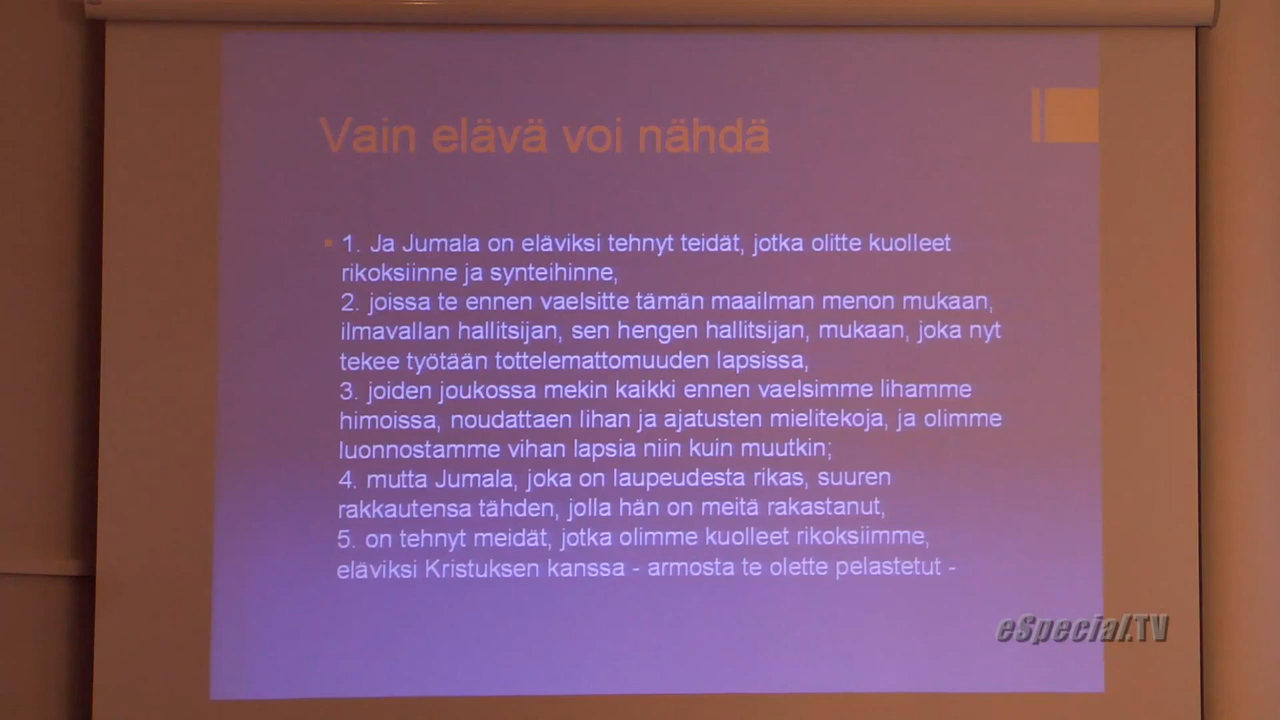 Vain elävä voi nähdä
1. Ja Jumala on eläviksi tehnyt teidät, jotka olitte kuolleet
rikoksiinne ja synteihinne,
2. joissa te ennen vaelsitte tämän maailman menon mukaan,
ilmavallan hallitsijan, sen hengen hallitsijan, mukaan, joka nyt
tekee työtään tottelemattomuuden lapsissa,
3. joiden joukossa mekin kaikki ennen vaelsimme lihamme
himoissa, noudattaen lihan ja ajatusten mielitekoja, ja olimme
luonnostamme vihan lapsia niin kuin muutkin;
4. mutta Jumala, joka on laupeudesta rikas, suuren
rakkautensa tähden, jolla hän on meitä rakastanut,
5. on tehnyt meidät, jotka olimme kuolleet rikoksiimme,
eläviksi Kristuksen kanssa - armosta te olette pelastetut -
eSpecial.TV